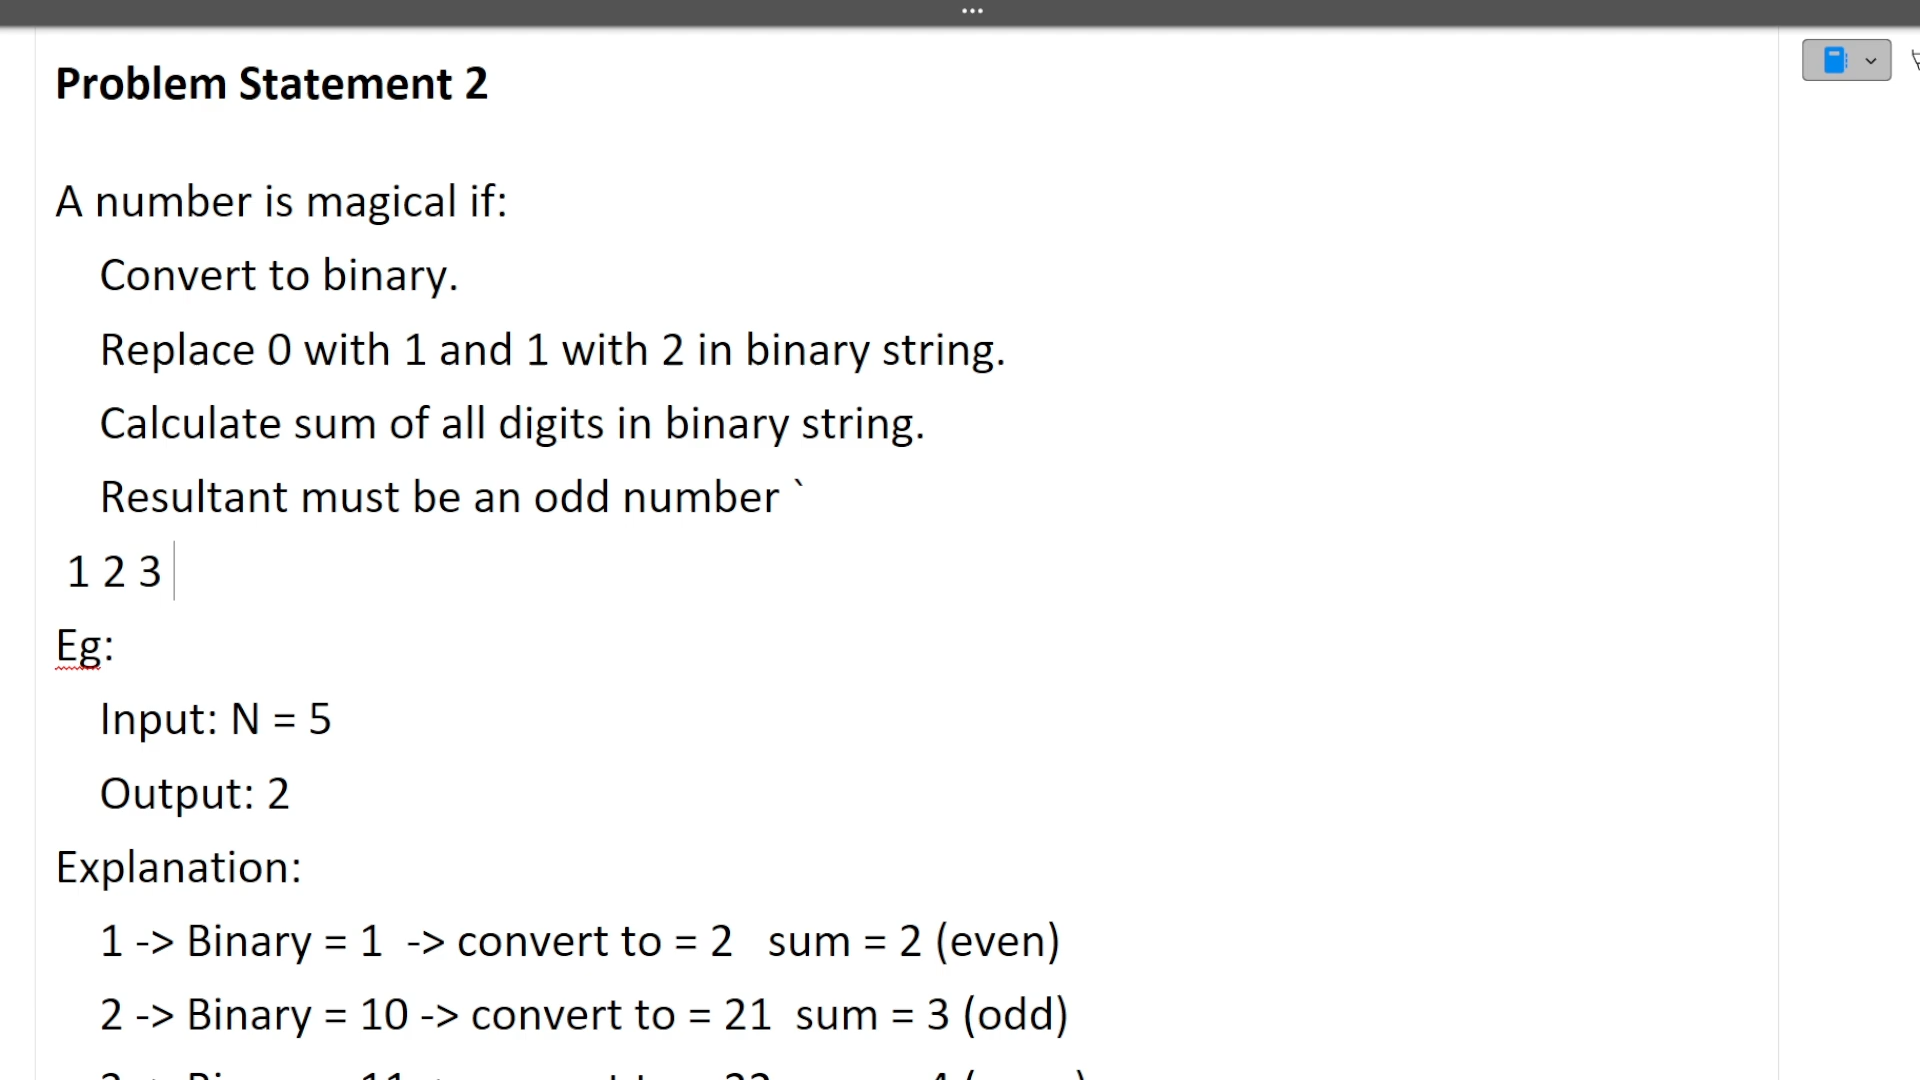 Problem Statement 2
A number is magical if:
Convert to binary.
Replace 0 with 1 and 1 with 2 in binary string.
Calculate sum of all digits in binary string.
Resultant must be an odd number `
1 2 3
Eg:
Input: N = 5
Output: 2
Explanation:
1 -> Binary = 1 -> convert to = 2 sum = 2 (even)
2 -> Binary = 10 -> convert to = 21 sum = 3 (odd)